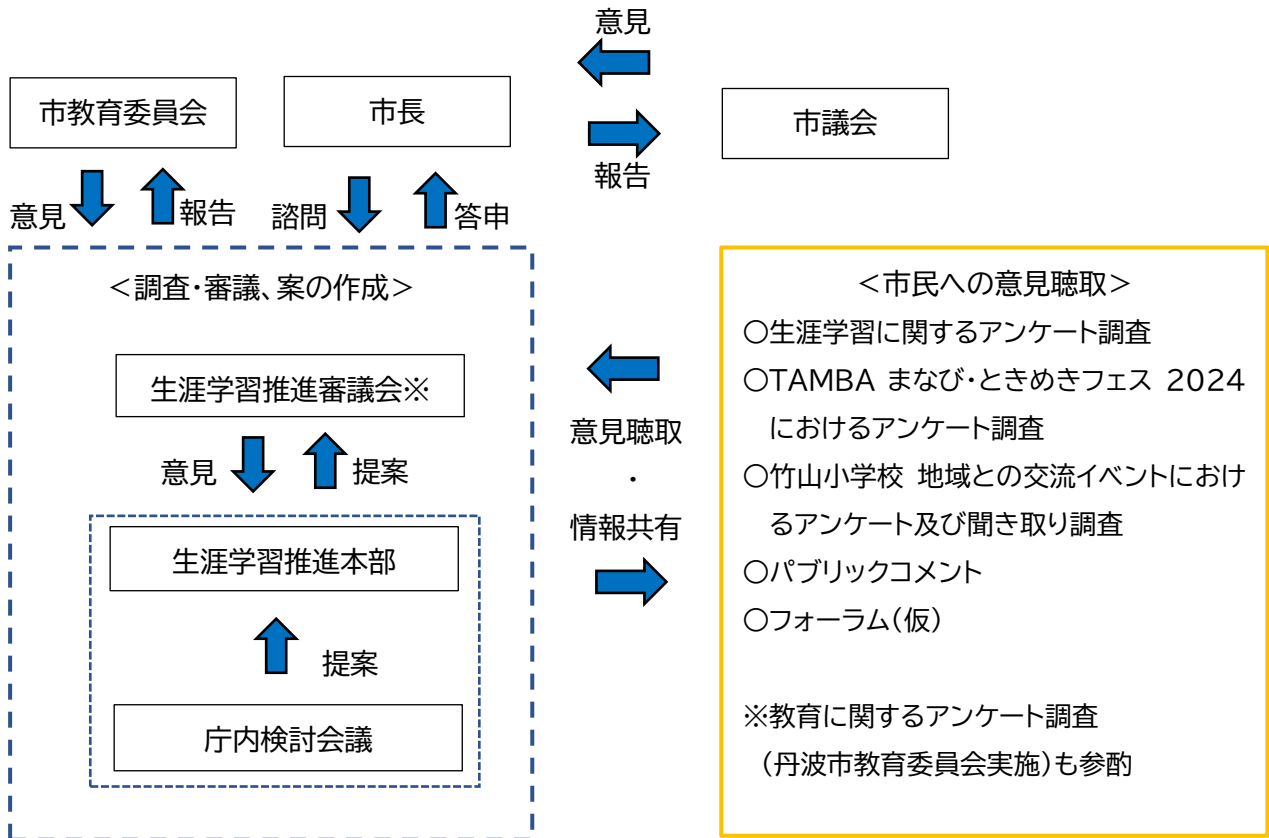 意見
市教育委員会
市長
市議会
報告
意見
報告
諮問
答申
＜調査・審議、案の作成＞
生涯学習推進審議会※
意見
提案
生涯学習推進本部
提案
庁内検討会議
意見聴取
・
情報共有
＜市民への意見聴取＞
○生涯学習に関するアンケート調査
○TAMBA まなび・ときめきフェス 2024
におけるアンケート調査
○竹山小学校 地域との交流イベントにおけ
るアンケート及び聞き取り調査
○パブリックコメント
○フォーラム（仮）
※教育に関するアンケート調査
（丹波市教育委員会実施）も参酌